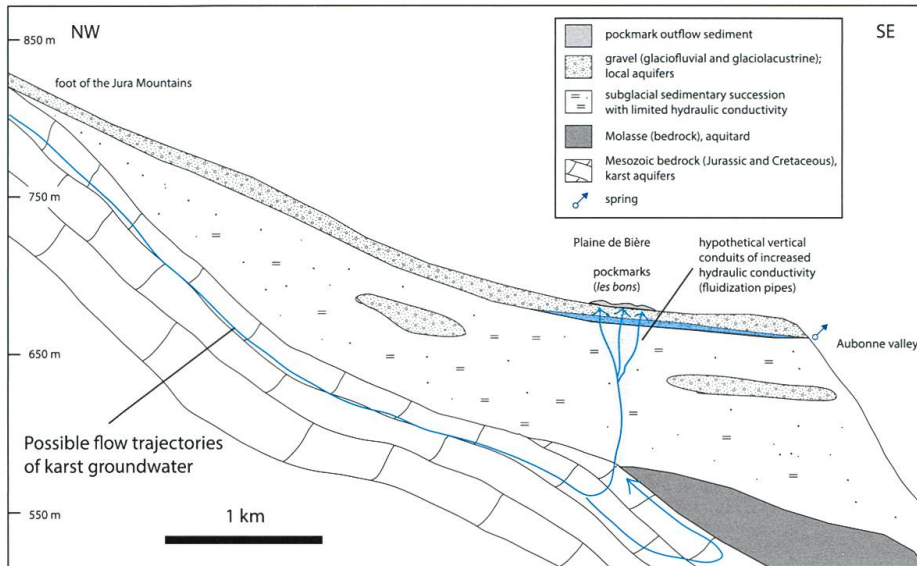 NW
SE
850 m
750 m
650 m
550 m
foot of the Jura Mountains
pockmark outflow sediment
gravel (glaciofluvial and glaciolacustrine);
local aquifers
subglacial sedimentary succession
with limited hydraulic conductivity
Molasse (bedrock), aquitard
Mesozoic bedrock (Jurassic and Cretaceous),
karst aquifers
spring
Plaine de Bière
pockmarks
(les bons)
hypothetical vertical
conduits of increased
hydraulic conductivity
(fluidization pipes)
Aubonne valley
Possible flow trajectories
of karst groundwater
1 km